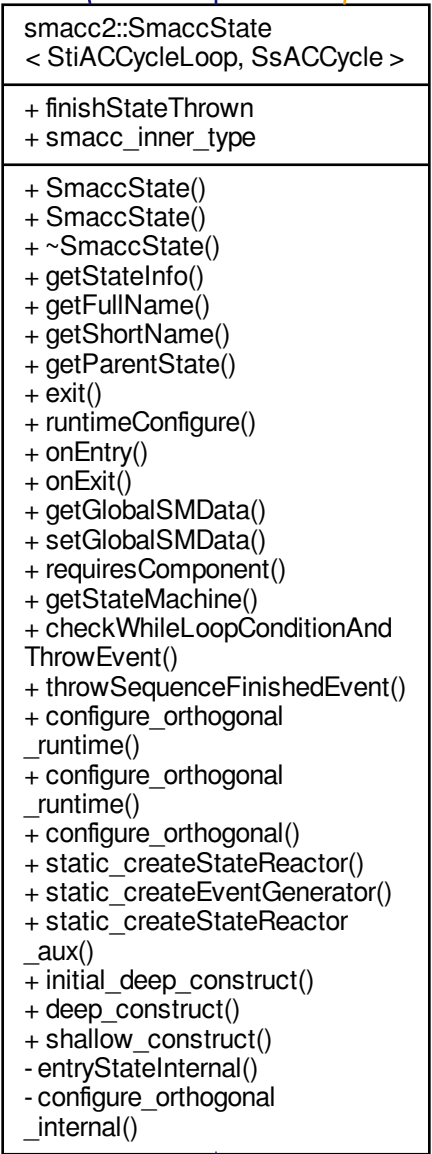 smacc2::SmaccState
< StiACCycleLoop, SsACCycle >
+ finishStateThrown
+ smacc_inner_type
+ SmaccState()
+ SmaccState()
+ ~SmaccState()
+ getStateInfo()
+ getFullName()
+ getShortName()
+ getParentState()
+ exit()
+ runtimeConfigure()
+ onEntry()
+ onExit()
+ getGlobalSMData()
+ setGlobalSMData()
+ requiresComponent()
+ getStateMachine()
+ checkWhileLoopConditionAnd
ThrowEvent()
+ throwSequenceFinishedEvent()
+ configure_orthogonal
_runtime()
+ configure_orthogonal
_runtime()
+ configure_orthogonal()
+ static_createStateReactor()
+ static_createEventGenerator()
+ static_createStateReactor
_aux()
+ initial_deep_construct()
+ deep_construct()
+ shallow_construct()
- entryStateInternal()
- configure_orthogonal
_internal()